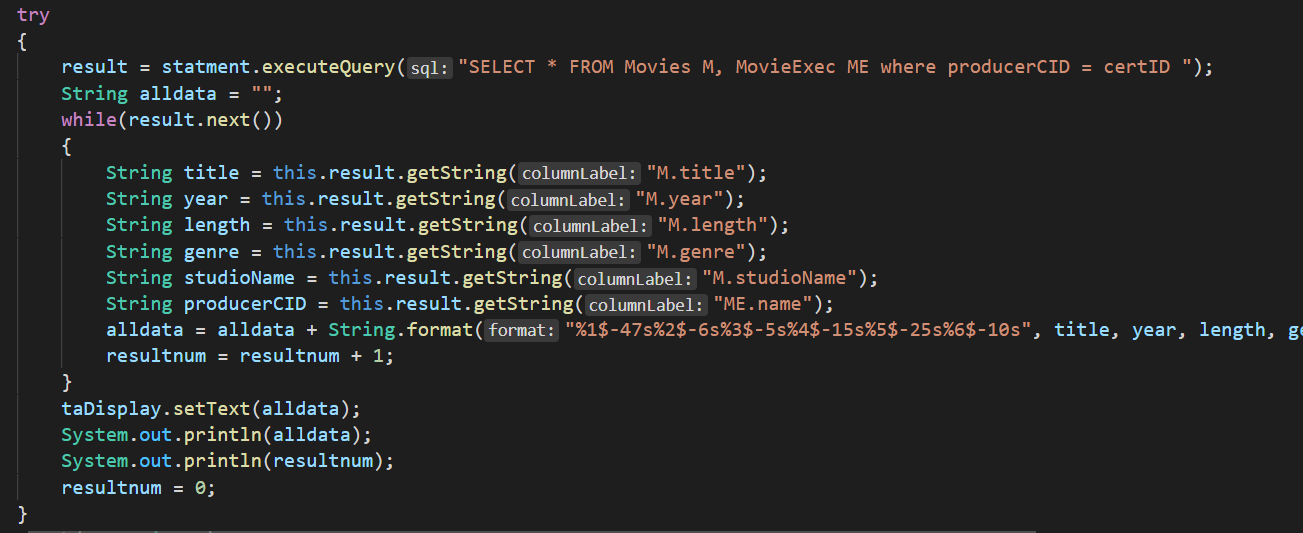 try
{
result = statment.executeQuery(sql: "SELECT * FROM Movies M, MovieExec ME where producerCID = certID ");
String alldata = "";
while(result.next())
{
String title = this.result.getString(columnLabel: "M.title");
String year = this.result.getString(columnLabel: "M.year");
String length = this.result.getString(columnLabel: "M.length");
String genre = this.result.getString(columnLabel: "M.genre");
String studioName = this.result.getString(columnLabel: "M.studioName");
String producerCID = this.result.getString(columnLabel: "ME.name");
alldata = alldata + String.format(format: "%1$-47s%2$-6s%3$-5s%4$-15s%5$-25s%6$-10s", title, year, length, ge
resultnum = resultnum + 1;
}
taDisplay.setText(alldata);
System.out.println(alldata);
System.out.println(resultnum);
resultnum = 0;
}